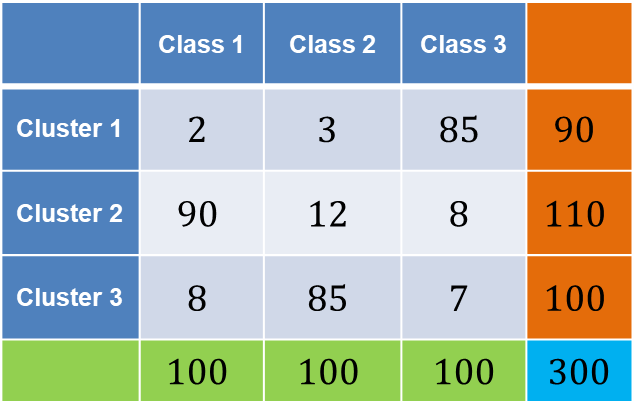 Class 1 Class 2 Class 3
Cluster 1 2 3 85 90
Cluster 2 90 12 8 110
Cluster 3 8 85 7 100
100 100 100 300